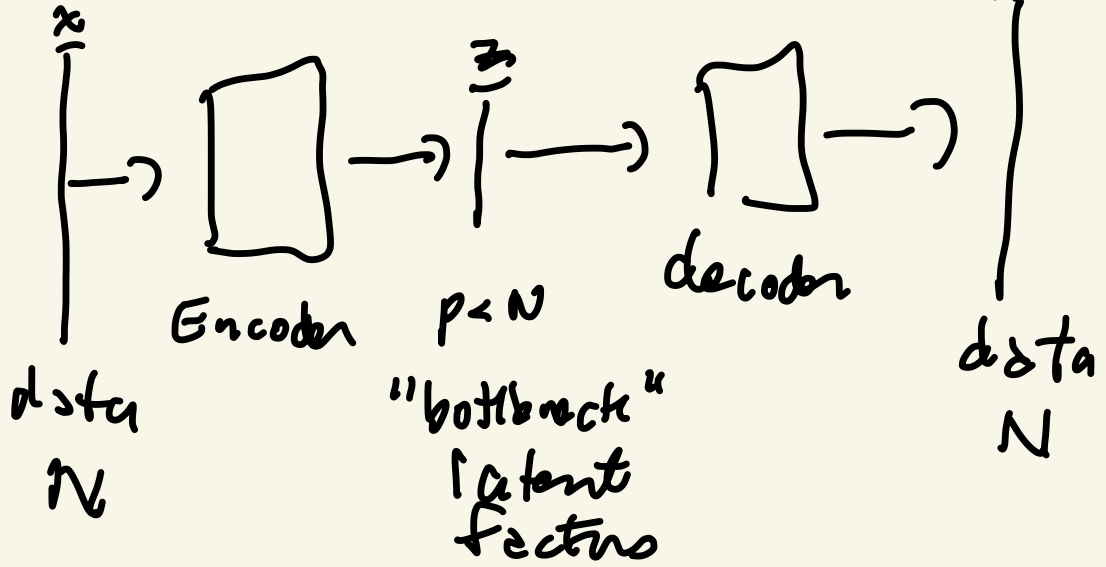 x
z
Encoder
p < N
decoder
data
N
"bottleneck"
latent
factors
data
N